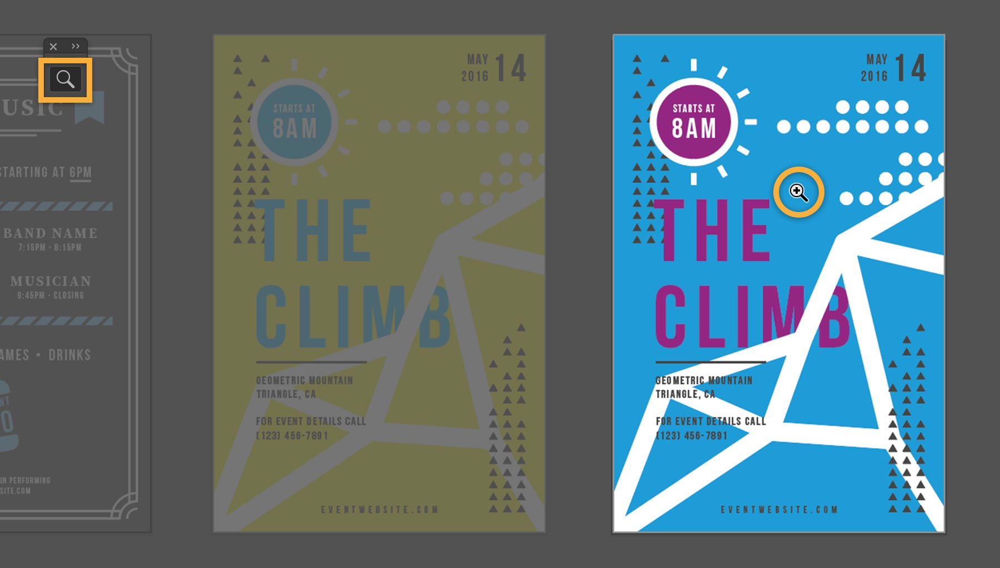 USIC
STARTING AT 6PM
BAND NAME
7:15PM - 8:15PM
MUSICIAN
9:45PM - CLOSING
AMES • DRINKS
NT
O
IN PERFORMING
SITE.COM
MAY
2016
14
STARTS AT
8AM
THE
CLIMB
GEOMETRIC MOUNTAIN
TRIANGLE, CA
FOR EVENT DETAILS CALL
(123) 456-7891
EVENTWEBSITE.COM
MAY
2016
14
STARTS AT
8AM
THE
CLIMB
GEOMETRIC MOUNTAIN
TRIANGLE, CA
FOR EVENT DETAILS CALL
(123) 456-7891
EVENTWEBSITE.COM